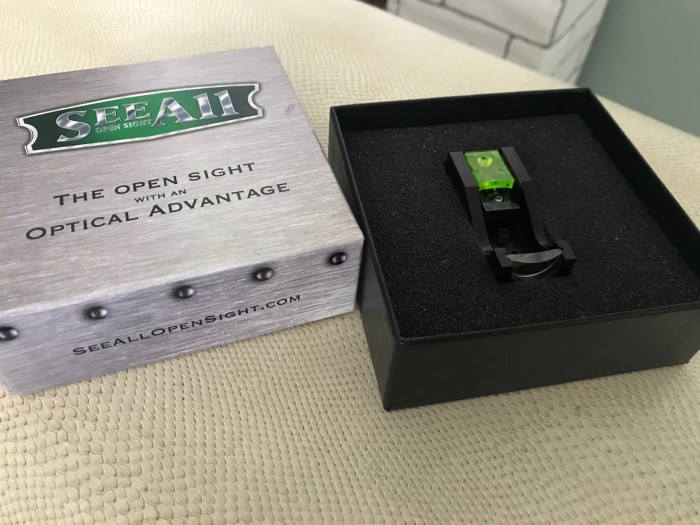 SEEALL
OPEN SIGHT
THE OPEN SIGHT
WITH AN
OPTICAL ADVANTAGE
SEEALLOPENSIGHT.COM